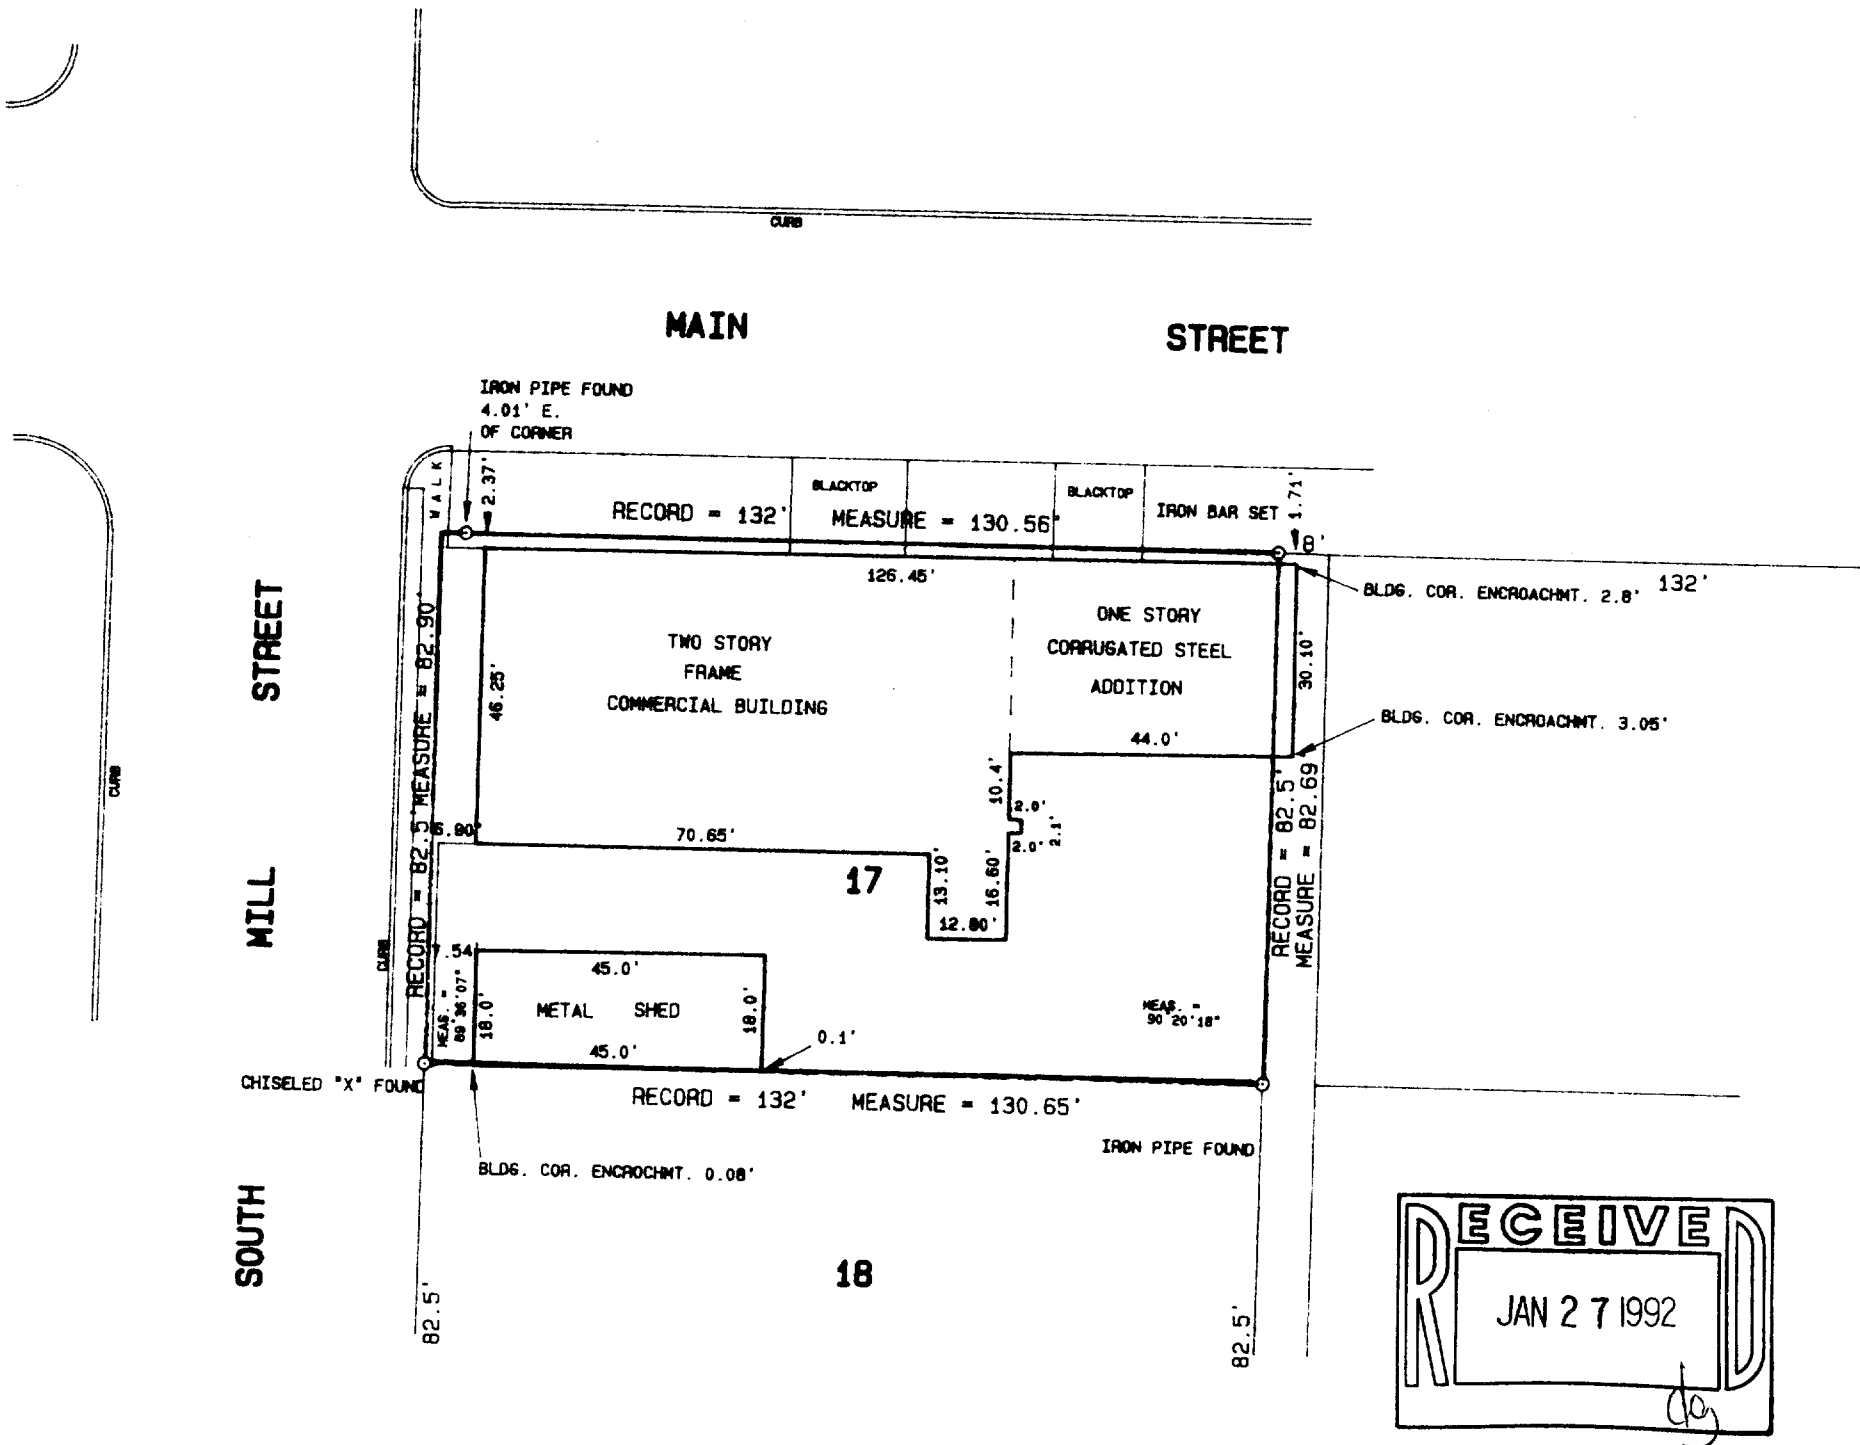 CURB
MAIN STREET
IRON PIPE FOUND
4.01' E.
OF CORNER
WALK
2.37'
RECORD = 132' MEASURE = 130.56'
BLACKTOP
BLACKTOP
IRON BAR SET
1.71'
8'
132'
126.45'
BLDG. COR. ENCROACHMT. 2.8'
TWO STORY
FRAME
COMMERCIAL BUILDING
ONE STORY
CORRUGATED STEEL
ADDITION
46.25'
30.10'
BLDG. COR. ENCROACHMT. 3.05'
44.0'
10.4'
2.0'
2.1'
2.0'
16.60'
13.10'
12.80'
70.65'
6.90'
17
RECORD = 82.5' MEASURE = 82.90'
RECORD = 82.5'
MEASURE = 82.69'
CURB
CURB
SOUTH MILL STREET
7.54
45.0'
METAL SHED
18.0'
18.0'
45.0'
MEAS. =
89°36'07"
MEAS. =
90°20'18"
0.1'
CHISELED "X" FOUND
RECORD = 132' MEASURE = 130.65'
IRON PIPE FOUND
BLDG. COR. ENCROCHMT. 0.08'
18
82.5'
82.5'
RECEIVED
JAN 27 1992